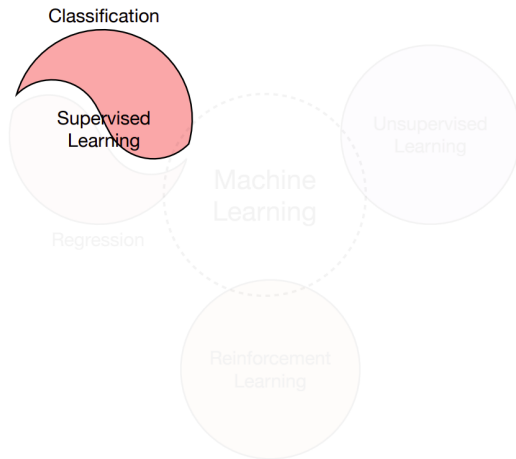 Classification
Supervised
Learning
Unsupervised
Learning
Machine
Learning
Regression
Reinforcement
Learning